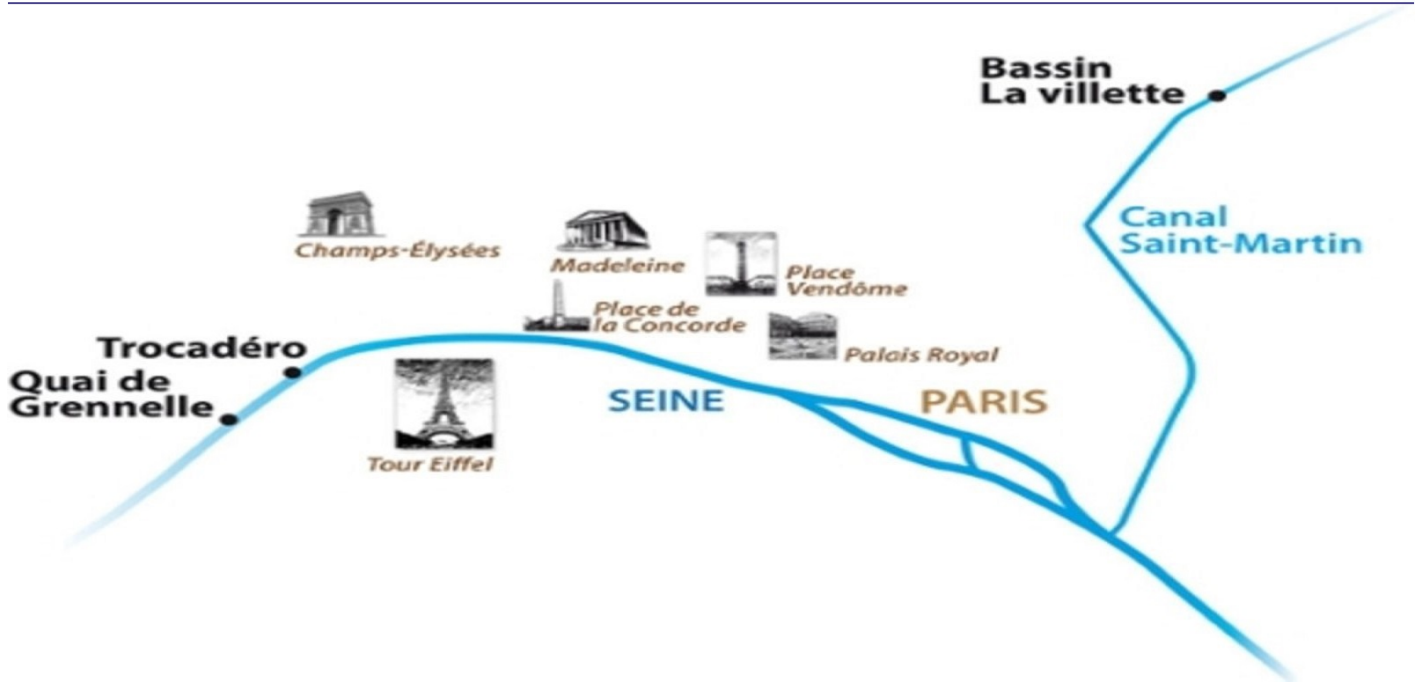 Bassin
La villette
Canal
Saint-Martin
Champs-Élysées
Madeleine
Place
Vendôme
Place de
la Concorde
Trocadéro
Palais Royal
Quai de
Grennelle
SEINE
PARIS
Tour Eiffel